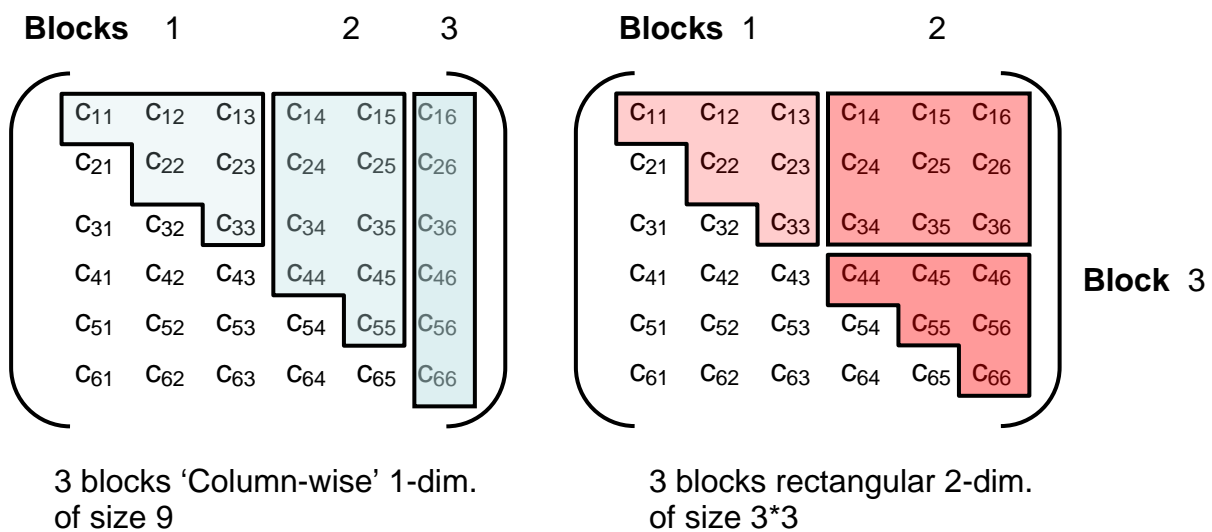 Blocks 1 2 3
C11 C12 C13 C14 C15 C16
C21 C22 C23 C24 C25 C26
C31 C32 C33 C34 C35 C36
C41 C42 C43 C44 C45 C46
C51 C52 C53 C54 C55 C56
C61 C62 C63 C64 C65 C66
3 blocks ‘Column-wise’ 1-dim.
of size 9
Blocks 1 2
C11 C12 C13 C14 C15 C16
C21 C22 C23 C24 C25 C26
C31 C32 C33 C34 C35 C36
C41 C42 C43 C44 C45 C46
C51 C52 C53 C54 C55 C56
C61 C62 C63 C64 C65 C66
Block 3
3 blocks rectangular 2-dim.
of size 3*3